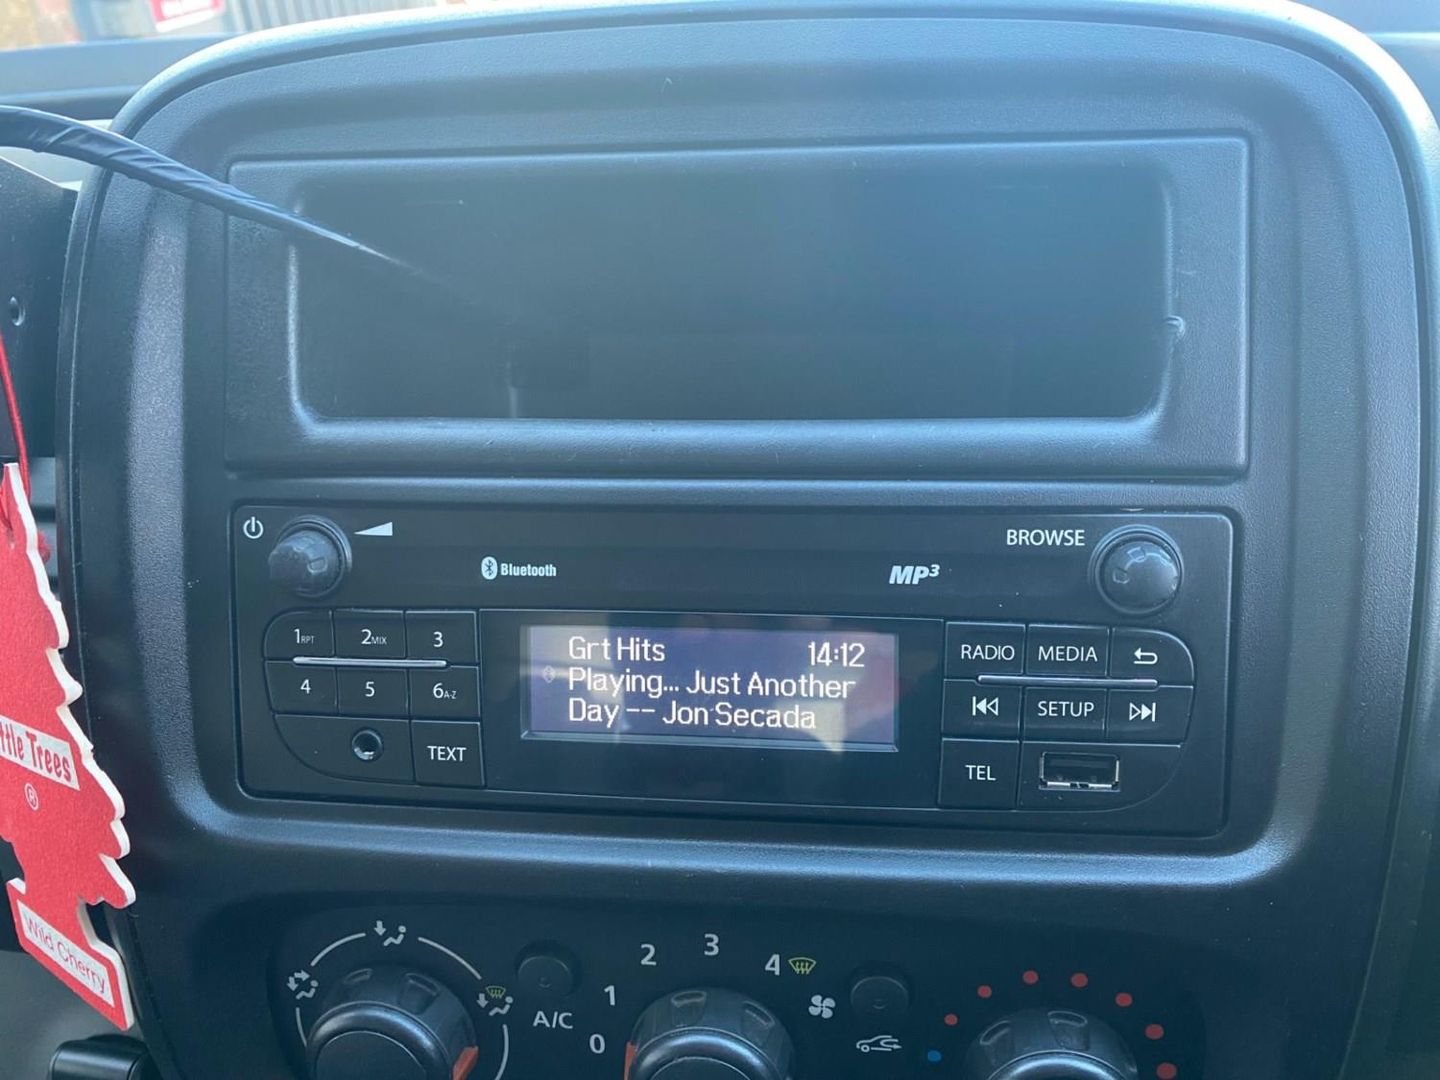 BROWSE
Bluetooth
MP3
1RPT 2MIX 3
4 5 6A-Z
TEXT
Grt Hits 14:12
Playing... Just Another
Day -- Jon Secada
RADIO MEDIA
SETUP
TEL
ttle Trees
®
Wild Cherry
A/C
0 1 2 3 4